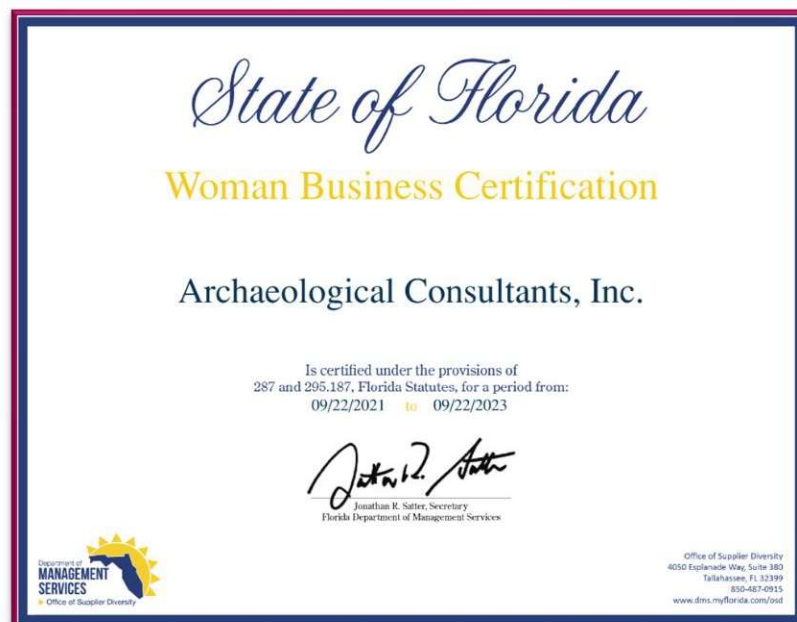 State of Florida
Woman Business Certification
Archaeological Consultants, Inc.
Is certified under the provisions of
287 and 295.187, Florida Statutes, for a period from:
09/22/2021 to 09/22/2023
Jonathan R. Satter, Secretary
Florida Department of Management Services
Department of
MANAGEMENT
SERVICES
Office of Supplier Diversity
Office of Supplier Diversity
4050 Esplanade Way, Suite 380
Tallahassee, FL 32399
850-487-0915
www.dms.myflorida.com/osd